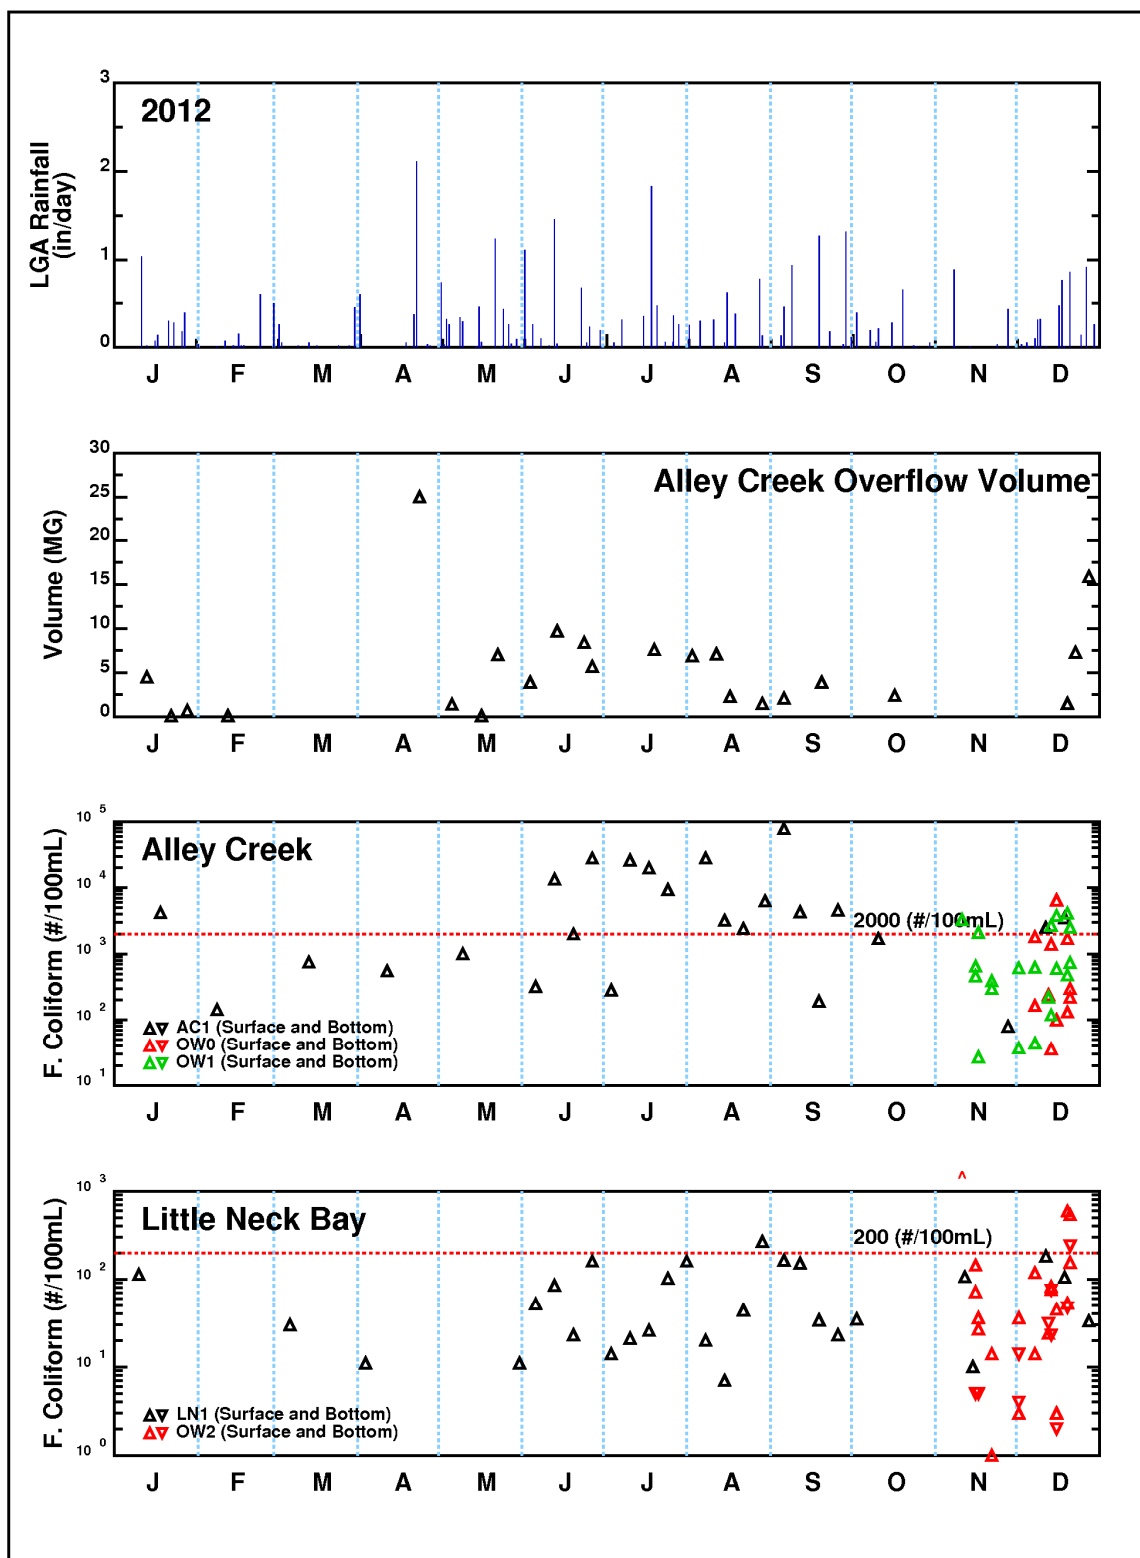 2012
LGA Rainfall
(in/day)
3
2
1
0
J F M A M J J A S O N D
Alley Creek Overflow Volume
Volume (MG)
30
25
20
15
10
5
0
J F M A M J J A S O N D
Alley Creek
F. Coliform (#/100mL)
10 5
10 4
10 3
10 2
10 1
2000 (#/100mL)
AC1 (Surface and Bottom)
OW0 (Surface and Bottom)
OW1 (Surface and Bottom)
J F M A M J J A S O N D
Little Neck Bay
F. Coliform (#/100mL)
10 3
10 2
10 1
10 0
200 (#/100mL)
^
LN1 (Surface and Bottom)
OW2 (Surface and Bottom)
J F M A M J J A S O N D